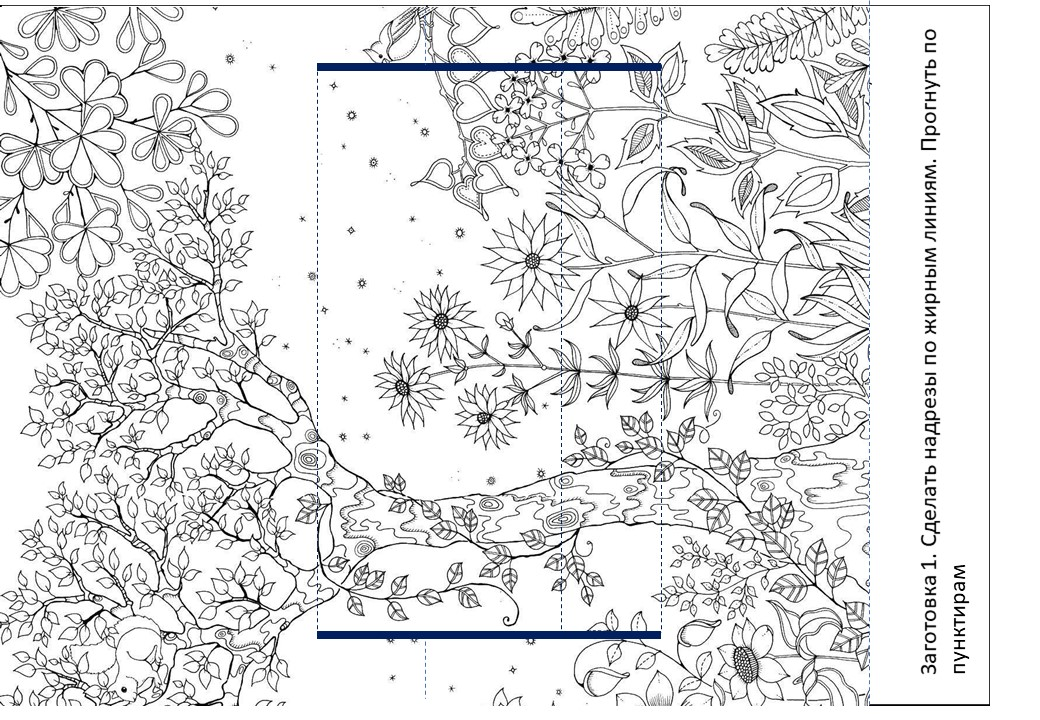 Заготовка 1. Сделать надрезы по жирным линиям. Прогнуть по
пунктирам